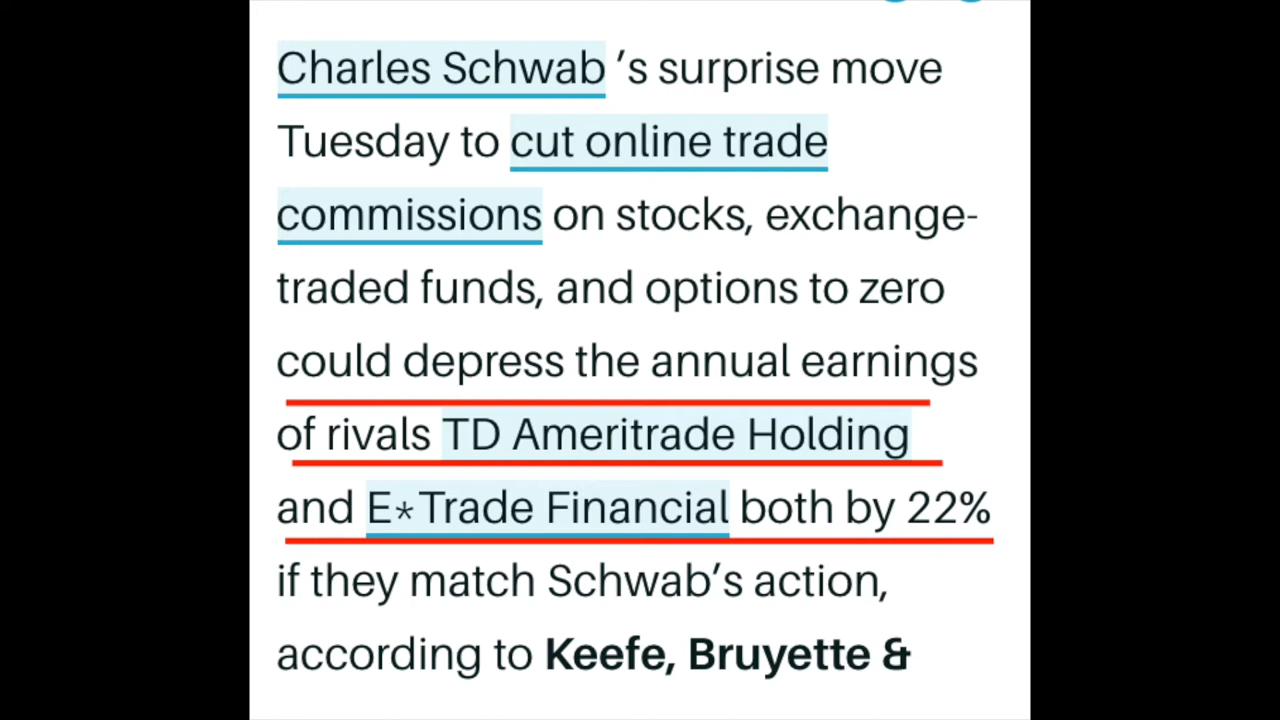 Charles Schwab ’s surprise move
Tuesday to cut online trade
commissions on stocks, exchange-
traded funds, and options to zero
could depress the annual earnings
of rivals TD Ameritrade Holding
and E*Trade Financial both by 22%
if they match Schwab’s action,
according to Keefe, Bruyette &